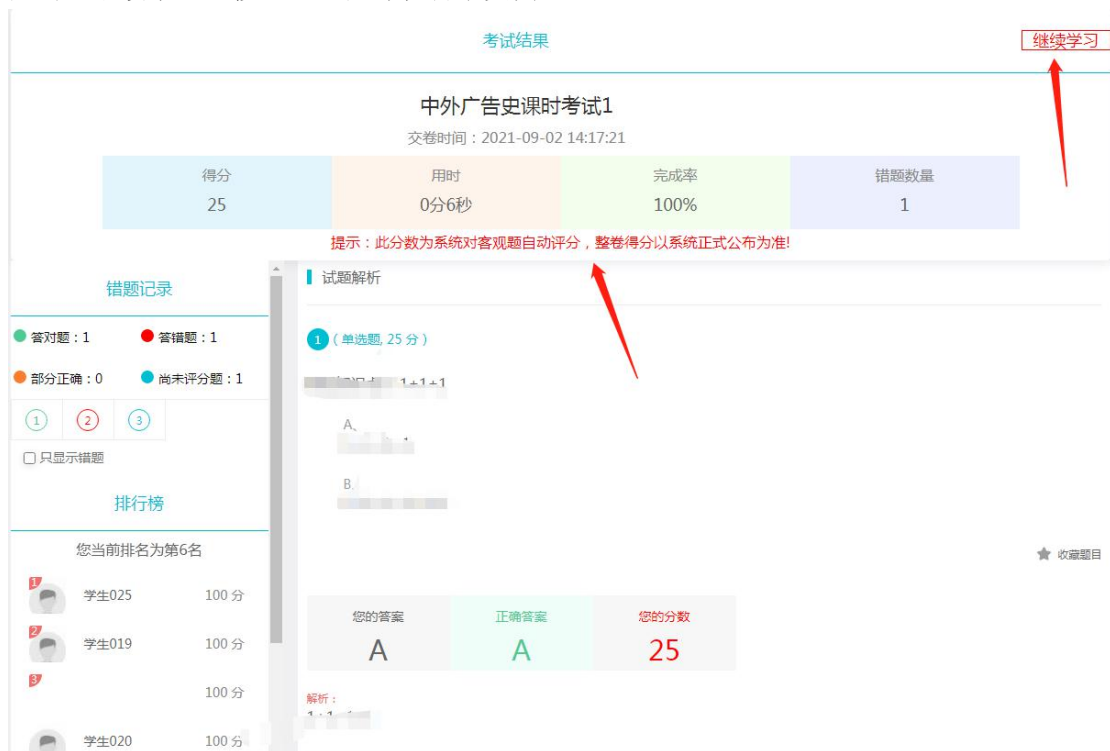 考试结果
继续学习
中外广告史课时考试1
交卷时间：2021-09-02 14:17:21
得分 用时 完成率 错题数量
25 0分6秒 100% 1
提示：此分数为系统对客观题自动评分，整卷得分以系统正式公布为准!
错题记录
答对题：1 答错题：1
部分正确：0 尚未评分题：1
1 2 3
只显示错题
排行榜
您当前排名为第6名
1 学生025 100 分
2 学生019 100 分
3 100 分
学生020 100 分
试题解析
1 （单选题, 25 分）
1+1+1
A、
B、
收藏题目
您的答案 正确答案 您的分数
A A 25
解析：